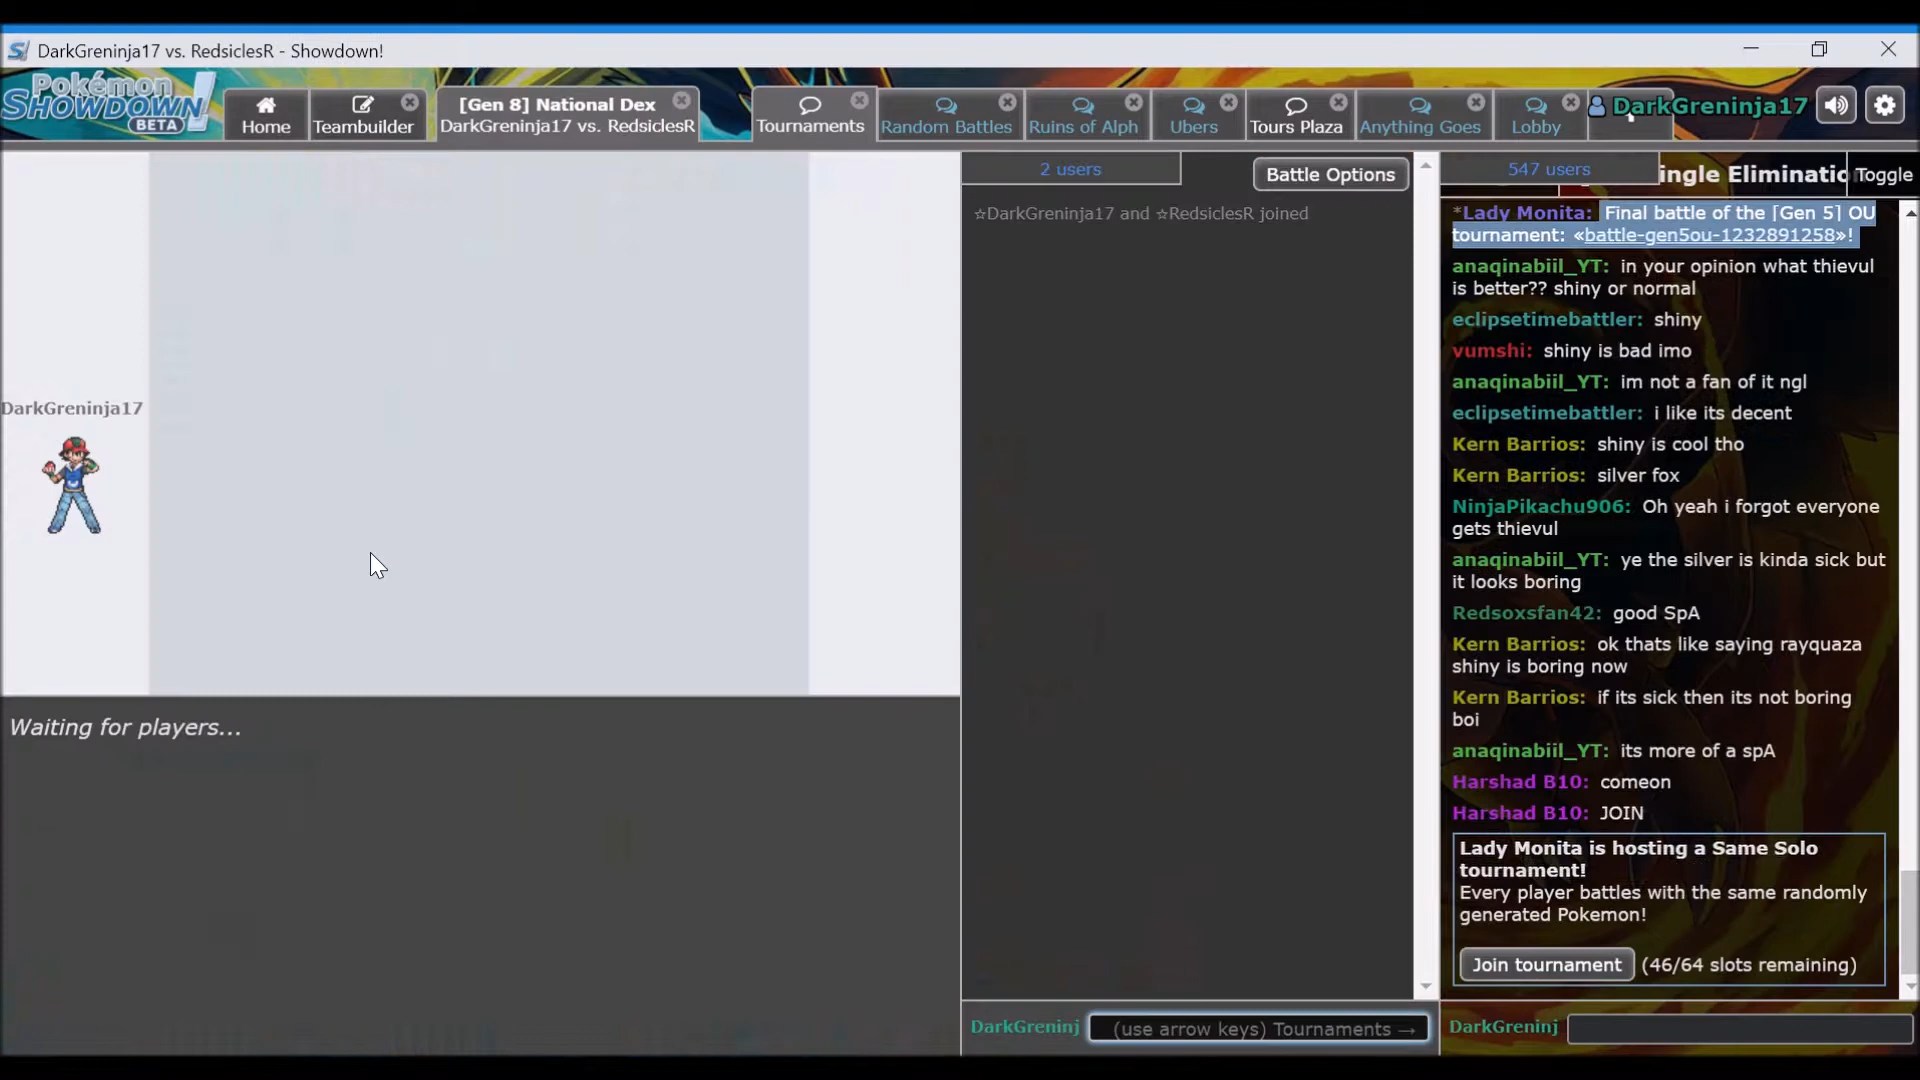 DarkGreninja17 vs. RedsiclesR - Showdown!
Pokémon
SHOWDOWN!
BETA
Home
Teambuilder
[Gen 8] National Dex
DarkGreninja17 vs. RedsiclesR
Tournaments
Random Battles
Ruins of Alph
Ubers
Tours Plaza
Anything Goes
Lobby
DarkGreninja17
DarkGreninja17
Waiting for players...
2 users
Battle Options
☆DarkGreninja17 and ☆RedsiclesR joined
DarkGreninj
(use arrow keys) Tournaments →
547 users
ingle Eliminatio
Toggle
*Lady Monita: Final battle of the [Gen 5] OU
tournament: «battle-gen5ou-1232891258»!
anaqinabiil_YT: in your opinion what thievul
is better?? shiny or normal
eclipsetimebattler: shiny
vumshi: shiny is bad imo
anaqinabiil_YT: im not a fan of it ngl
eclipsetimebattler: i like its decent
Kern Barrios: shiny is cool tho
Kern Barrios: silver fox
NinjaPikachu906: Oh yeah i forgot everyone
gets thievul
anaqinabiil_YT: ye the silver is kinda sick but
it looks boring
Redsoxsfan42: good SpA
Kern Barrios: ok thats like saying rayquaza
shiny is boring now
Kern Barrios: if its sick then its not boring
boi
anaqinabiil_YT: its more of a spA
Harshad B10: comeon
Harshad B10: JOIN
Lady Monita is hosting a Same Solo
tournament!
Every player battles with the same randomly
generated Pokemon!
Join tournament (46/64 slots remaining)
DarkGreninj